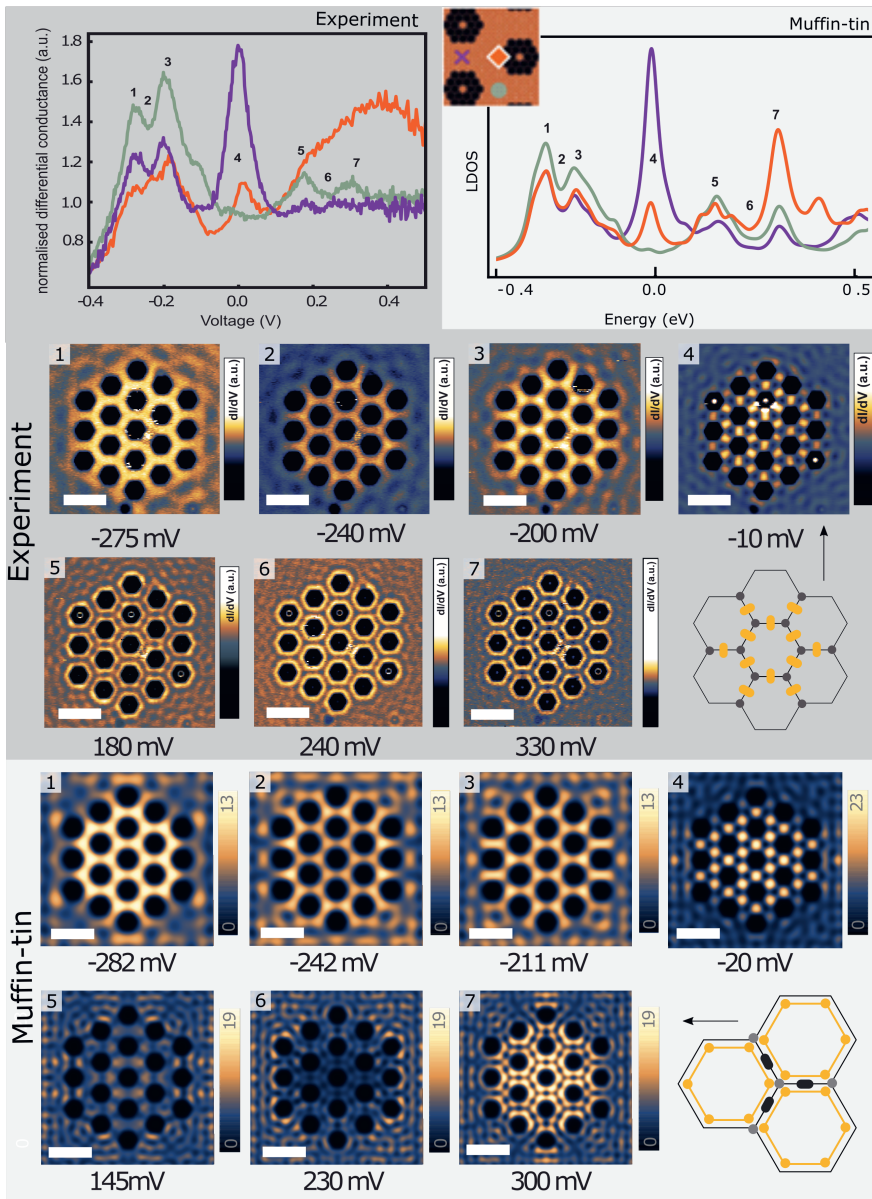 Experiment
normalised differential conductance (a.u.)
1.8
1.6
1.4
1.2
1.0
0.8
1
2
3
4
5
6
7
-0.4
-0.2
0.0
0.2
0.4
Voltage (V)
Muffin-tin
LDOS
1
2
3
4
5
6
7
-0.4
0.0
0.5
Energy (eV)
Experiment
1
dI/dV (a.u.)
-275 mV
2
dI/dV (a.u.)
-240 mV
3
dI/dV (a.u.)
-200 mV
4
dI/dV (a.u.)
-10 mV
5
dI/dV (a.u.)
180 mV
6
dI/dV (a.u.)
240 mV
7
dI/dV (a.u.)
330 mV
Muffin-tin
1
13
0
-282 mV
2
13
0
-242 mV
3
13
0
-211 mV
4
23
0
-20 mV
5
19
0
145mV
6
19
0
230 mV
7
19
0
300 mV
0